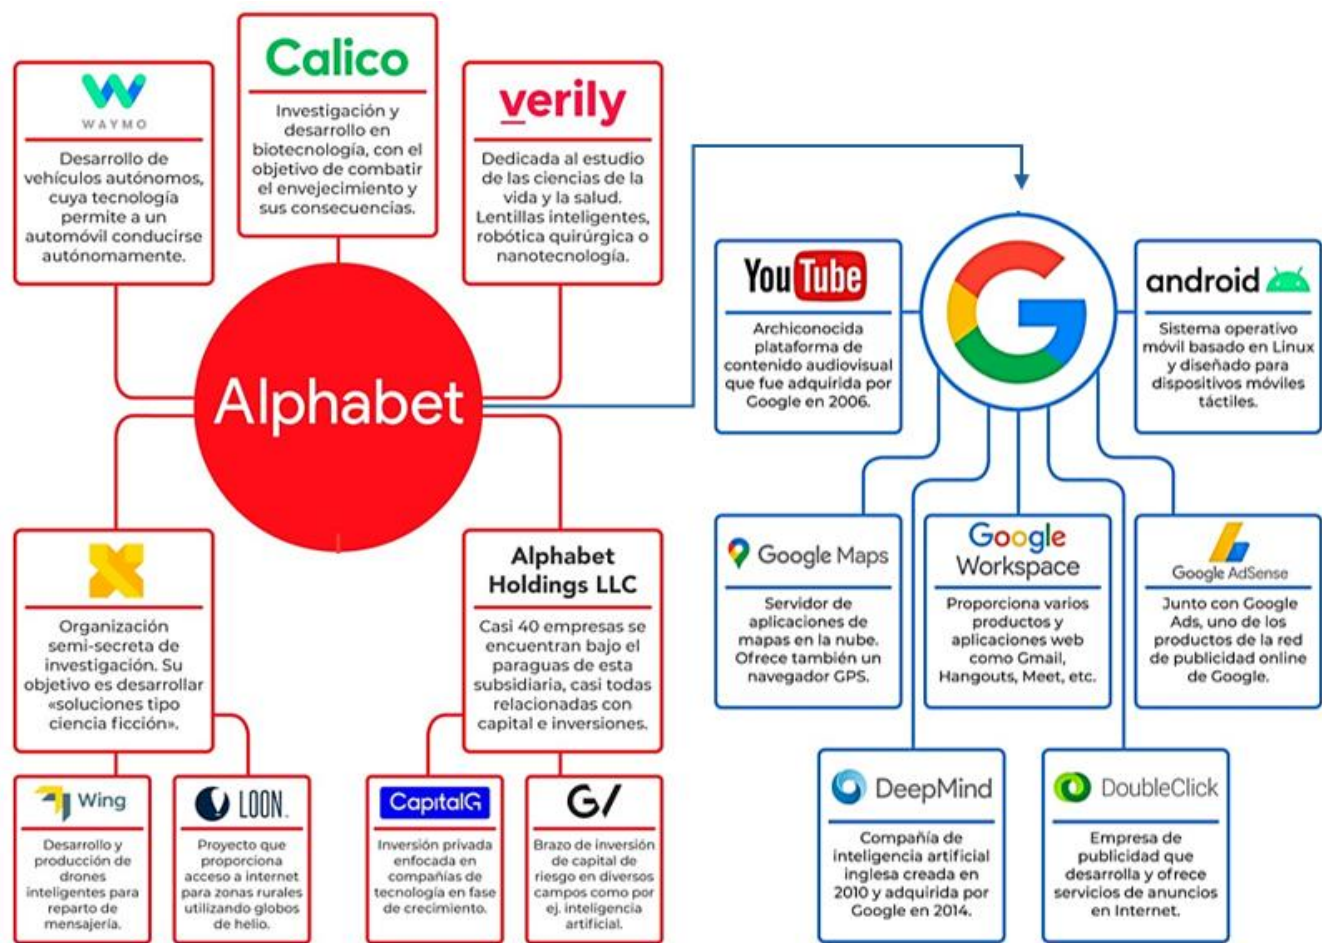 WAYMO
Desarrollo de
vehículos autónomos,
cuya tecnología
permite a un
automóvil conducirse
autónomamente.
Calico
Investigación y
desarrollo en
biotecnología, con el
objetivo de combatir
el envejecimiento y
sus consecuencias.
verily
Dedicada al estudio
de las ciencias de la
vida y la salud.
Lentillas inteligentes,
robótica quirúrgica o
nanotecnología.
Alphabet
Organización
semi-secreta de
investigación. Su
objetivo es desarrollar
«soluciones tipo
ciencia ficción».
Alphabet
Holdings LLC
Casi 40 empresas se
encuentran bajo el
paraguas de esta
subsidiaria, casi todas
relacionadas con
capital e inversiones.
Wing
Desarrollo y
producción de
drones
inteligentes para
reparto de
mensajería.
LOON
Proyecto que
proporciona
acceso a internet
para zonas rurales
utilizando globos
de helio.
CapitalG
Inversión privada
enfocada en
compañías de
tecnología en fase
de crecimiento.
G/
Brazo de inversión
de capital de
riesgo en diversos
campos como por
ej. inteligencia
artificial.
G
YouTube
Archiconocida
plataforma de
contenido audiovisual
que fue adquirida por
Google en 2006.
android
Sistema operativo
móvil basado en Linux
y diseñado para
dispositivos móviles
táctiles.
Google Maps
Servidor de
aplicaciones de
mapas en la nube.
Ofrece también un
navegador GPS.
Google
Workspace
Proporciona varios
productos y
aplicaciones web
como Gmail,
Hangouts, Meet, etc.
Google AdSense
Junto con Google
Ads, uno de los
productos de la red
de publicidad online
de Google.
DeepMind
Compañía de
inteligencia artificial
inglesa creada en
2010 y adquirida por
Google en 2014.
DoubleClick
Empresa de
publicidad que
desarrolla y ofrece
servicios de anuncios
en Internet.